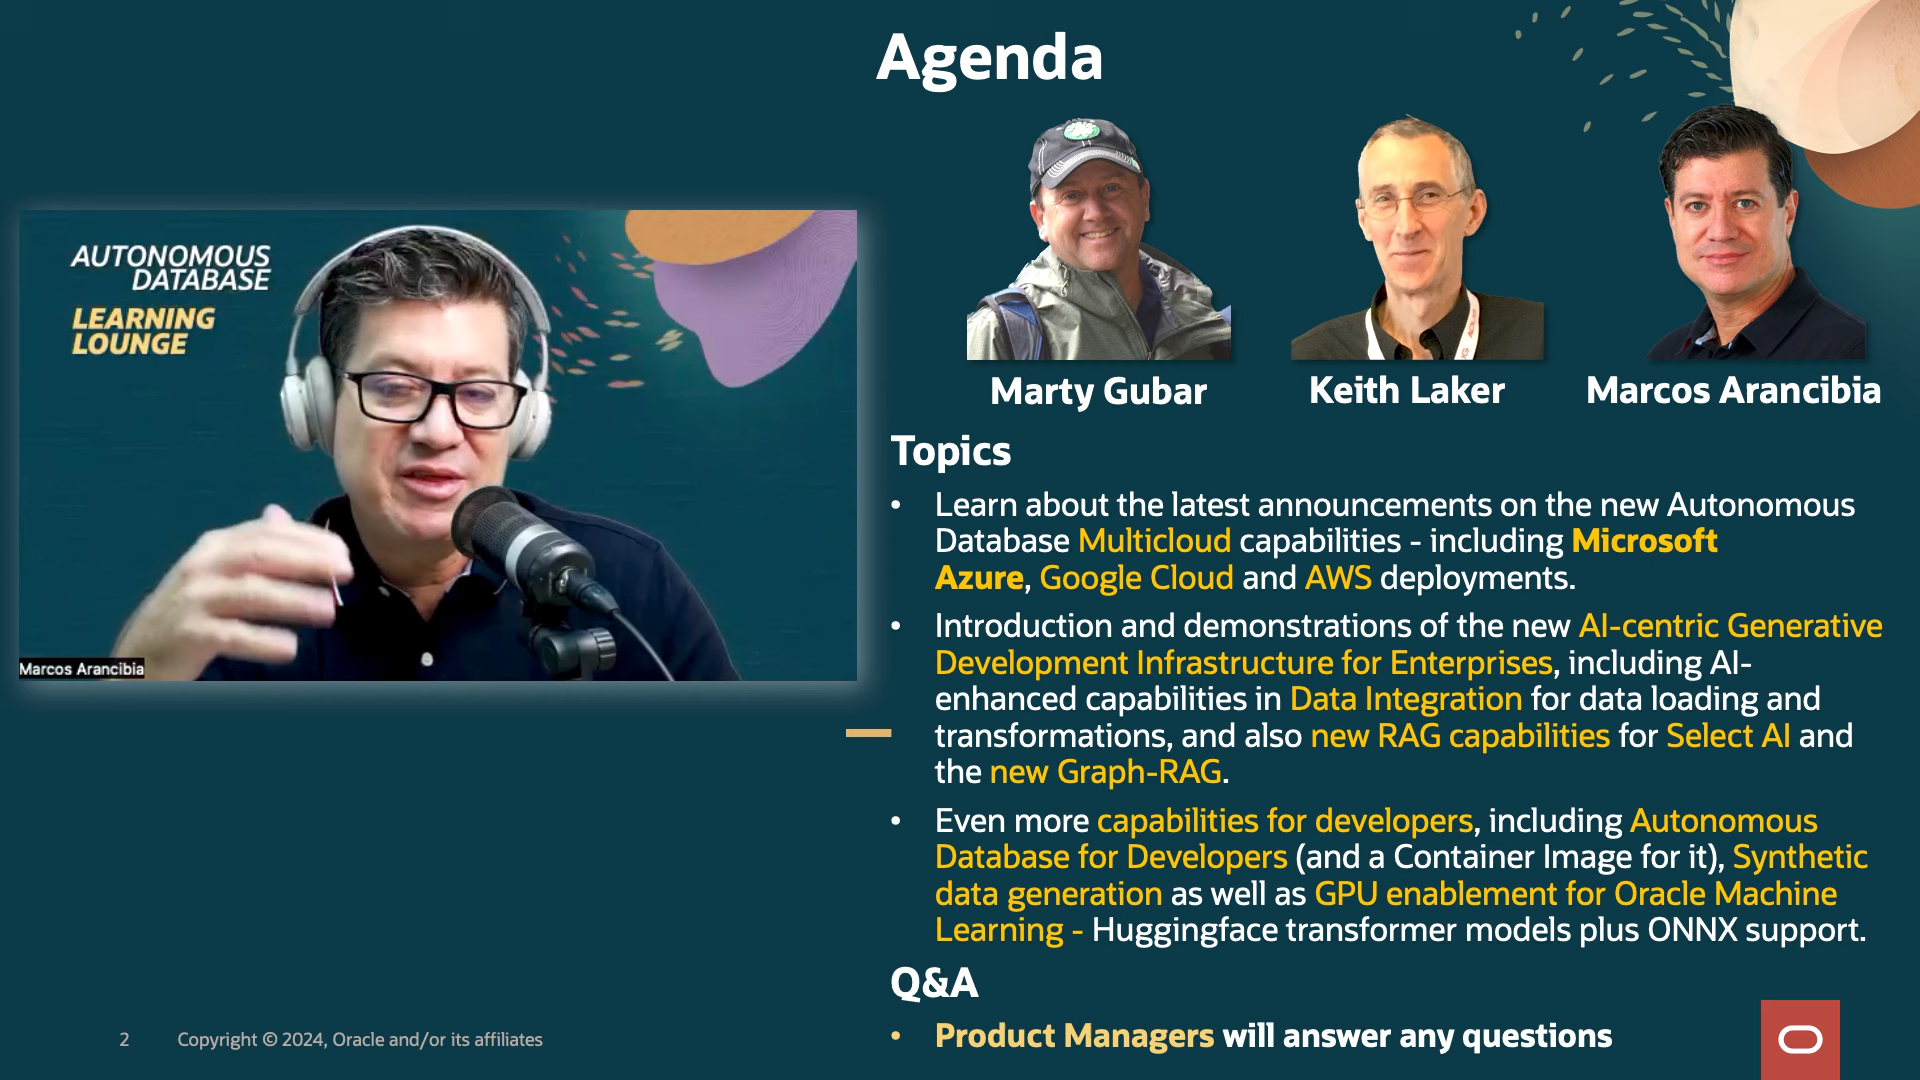 Agenda
AUTONOMOUS
DATABASE
LEARNING
LOUNGE
Marcos Arancibia
Marty Gubar
Keith Laker
Marcos Arancibia
Topics
• Learn about the latest announcements on the new Autonomous
Database Multicloud capabilities - including Microsoft
Azure, Google Cloud and AWS deployments.
• Introduction and demonstrations of the new AI-centric Generative
Development Infrastructure for Enterprises, including AI-
enhanced capabilities in Data Integration for data loading and
transformations, and also new RAG capabilities for Select AI and
the new Graph-RAG.
• Even more capabilities for developers, including Autonomous
Database for Developers (and a Container Image for it), Synthetic
data generation as well as GPU enablement for Oracle Machine
Learning - Huggingface transformer models plus ONNX support.
Q&A
• Product Managers will answer any questions
2 Copyright © 2024, Oracle and/or its affiliates